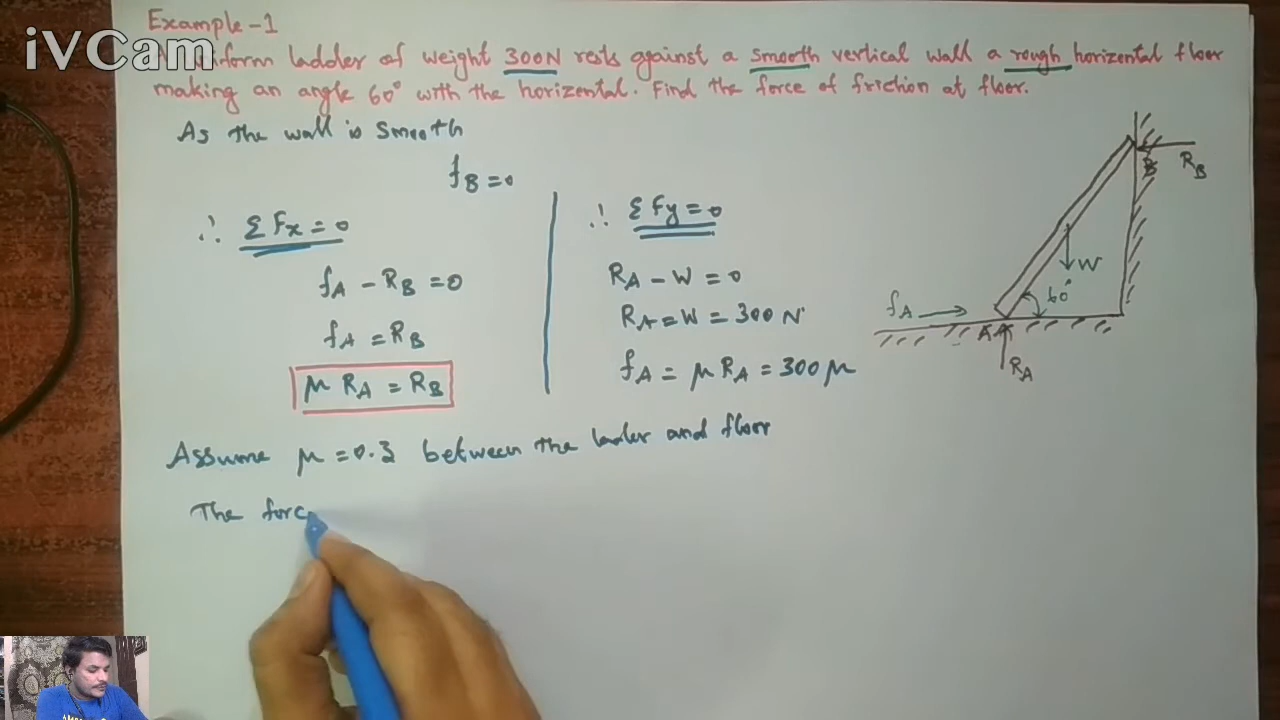 Example-1
iVCam
uniform ladder of weight 300N rests against a smooth vertical wall a rough horizental floor
making an angle 60° with the horizental. Find the force of friction at floor.
As the wall is smooth
fB=0
∴ ΣFx=0
fA - RB=0
fA = RB
μ RA = RB
∴ ΣFy=0
RA - W=0
RA=W=300 N
fA = μ RA = 300 μ
B
RB
W
60°
fA
A
RA
Assume μ=0.3 between the lader and floor
The forc